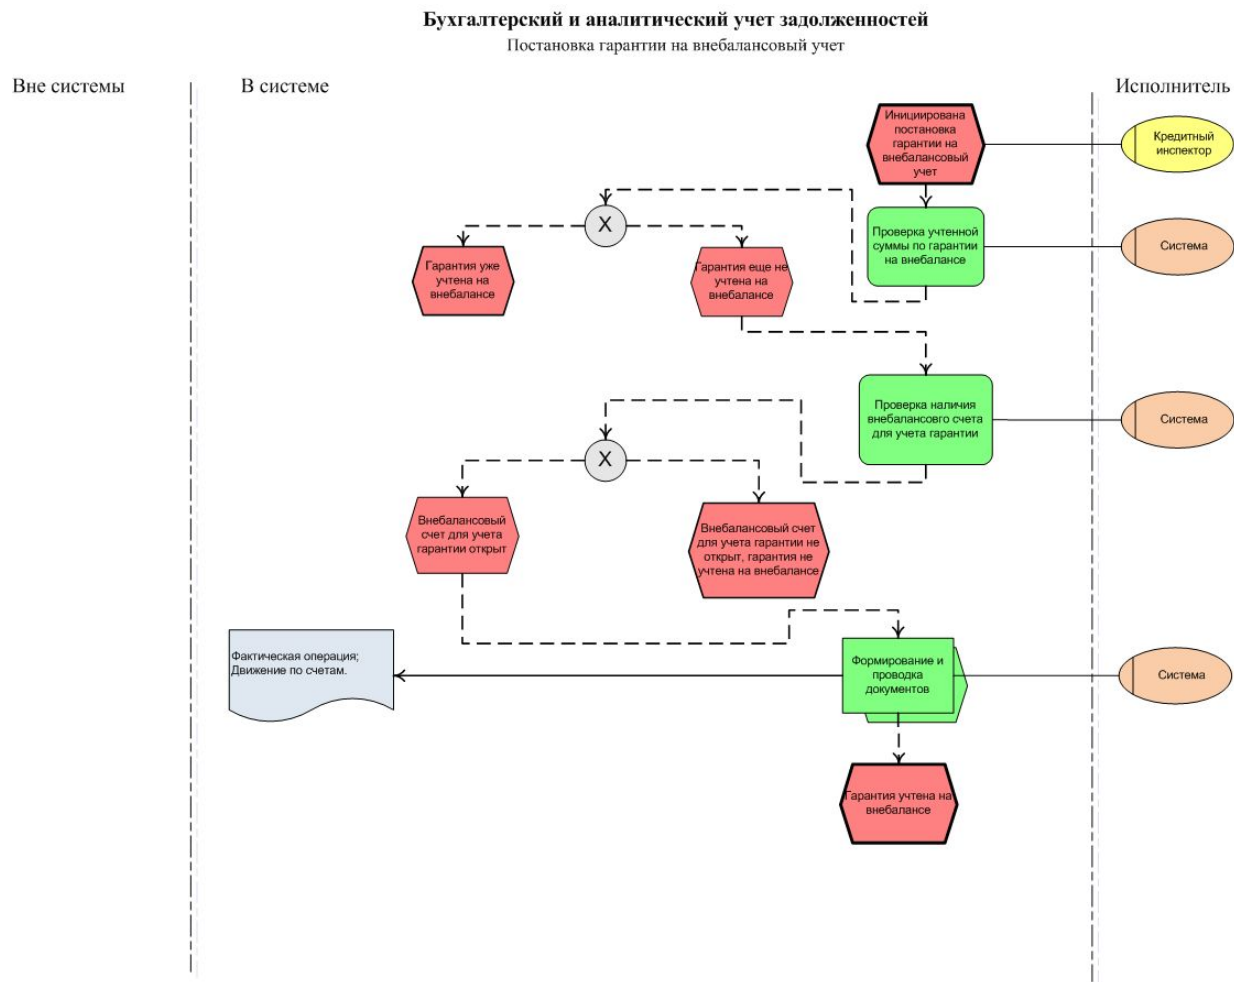 Бухгалтерский и аналитический учет задолженностей
Постановка гарантии на внебалансовый учет
Вне системы
В системе
Исполнитель
Инициирована
постановка
гарантии на
внебалансовый
учет
Кредитный
инспектор
X
Проверка учтенной
суммы по гарантии
на внебалансе
Система
Гарантия уже
учтена на
внебалансе
Гарантия еще не
учтена на
внебалансе
Проверка наличия
внебалансвого счета
для учета гарантии
Система
X
Внебалансовый
счет для учета
гарантии открыт
Внебалансовый счет
для учета гарантии не
открыт, гарантия не
учтена на внебалансе
Фактическая операция;
Движение по счетам.
Формирование и
проводка
документов
Система
Гарантия учтена на
внебалансе